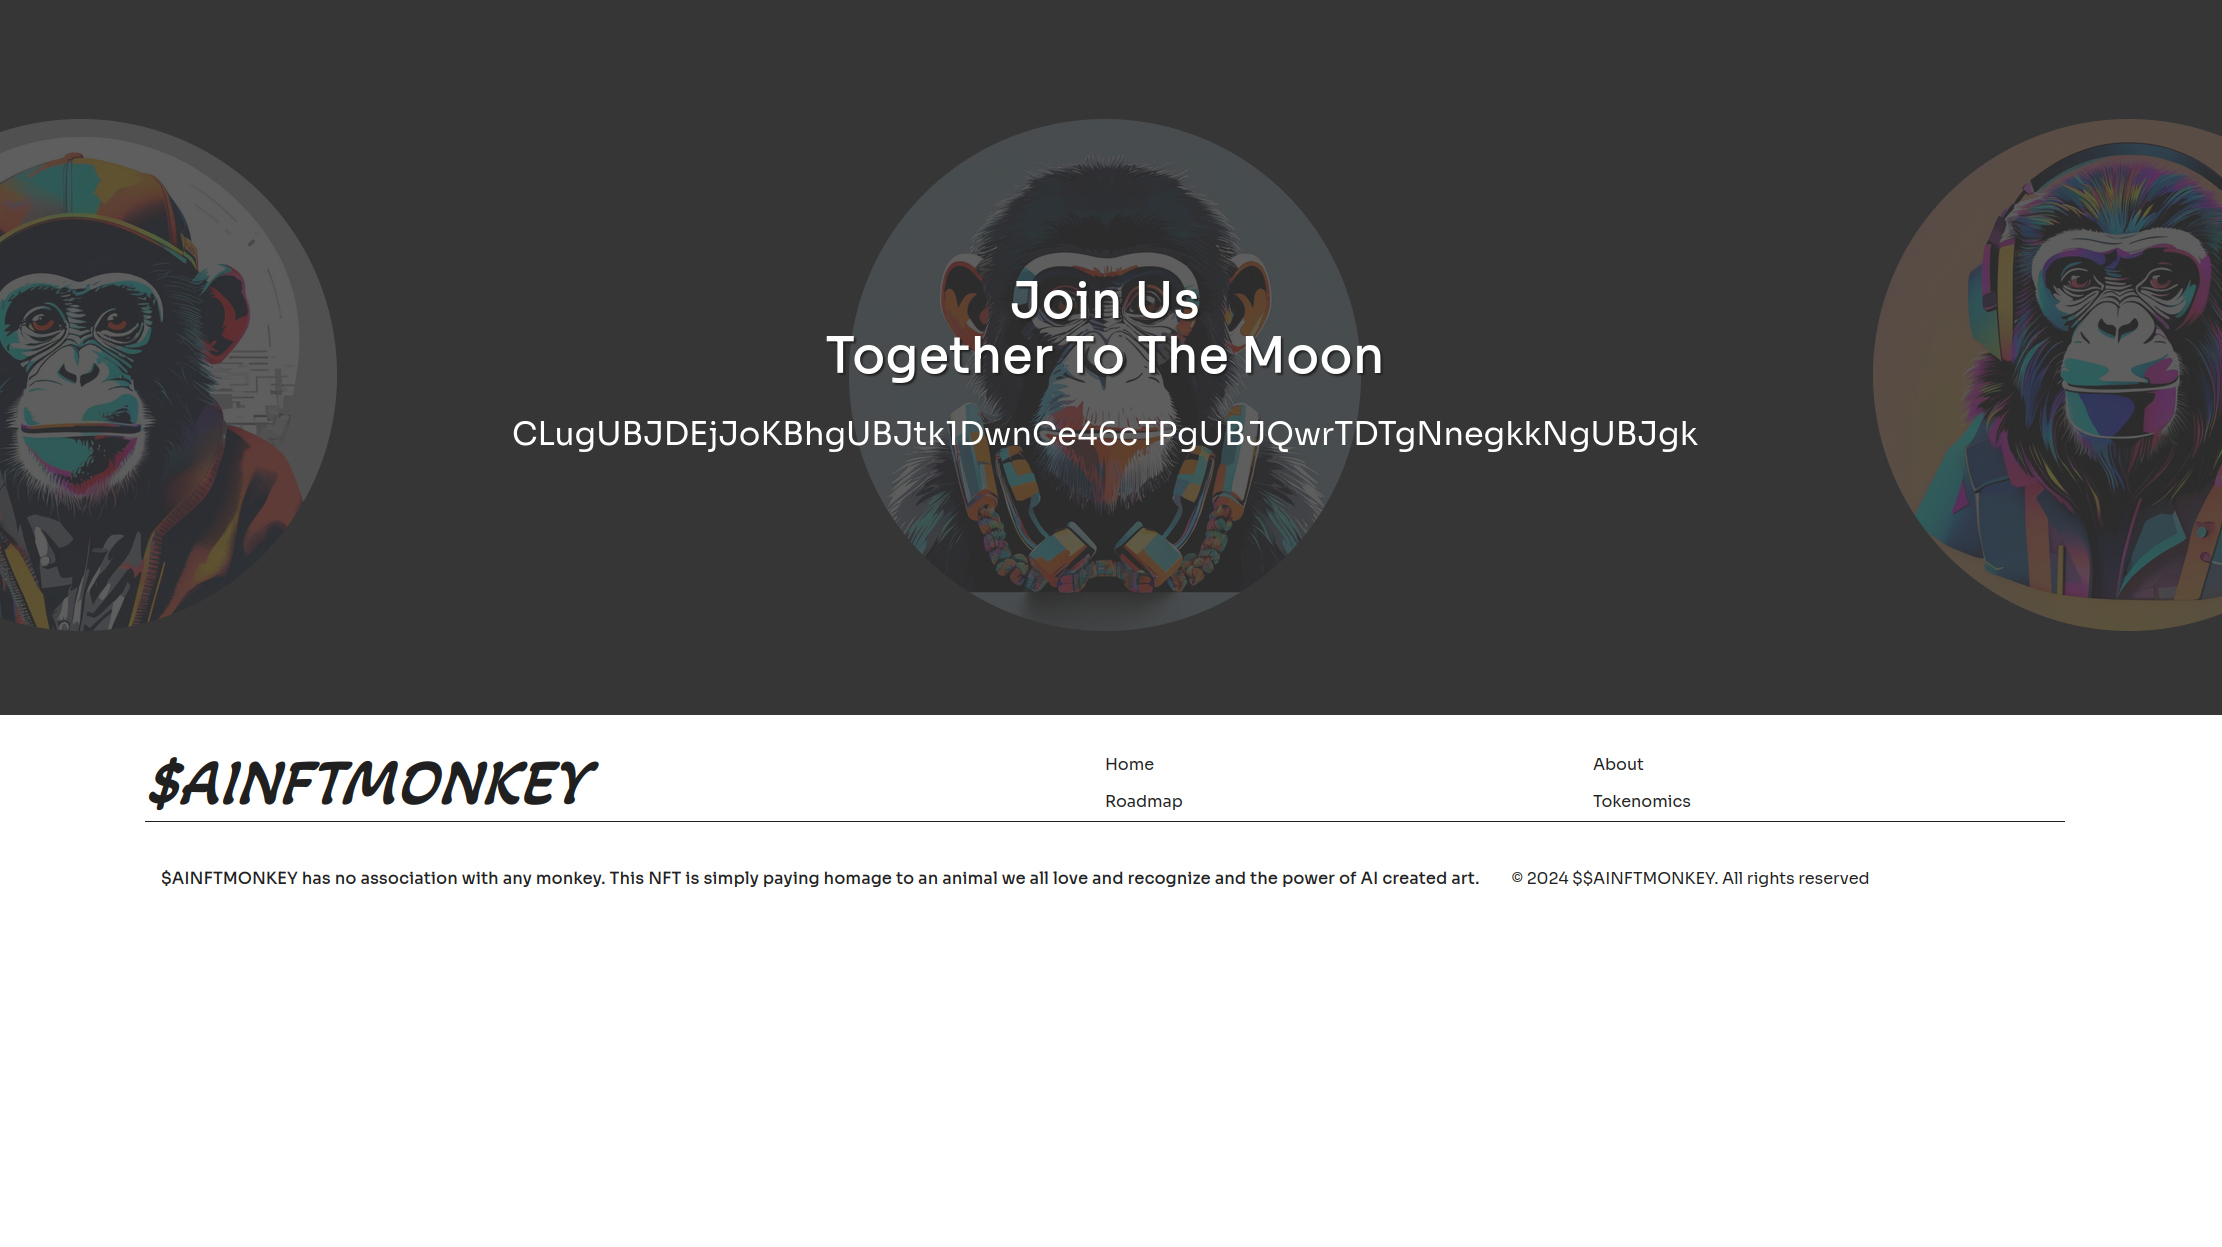 Join Us
Together To The Moon
CLugUBJDEjJoKBhgUBJtk1DwnCe46cTPgUBJQwrTDTgNnegkkNgUBJgk
$AINFTMONKEY
Home
About
Roadmap
Tokenomics
$AINFTMONKEY has no association with any monkey. This NFT is simply paying homage to an animal we all love and recognize and the power of AI created art.
© 2024 $$AINFTMONKEY. All rights reserved